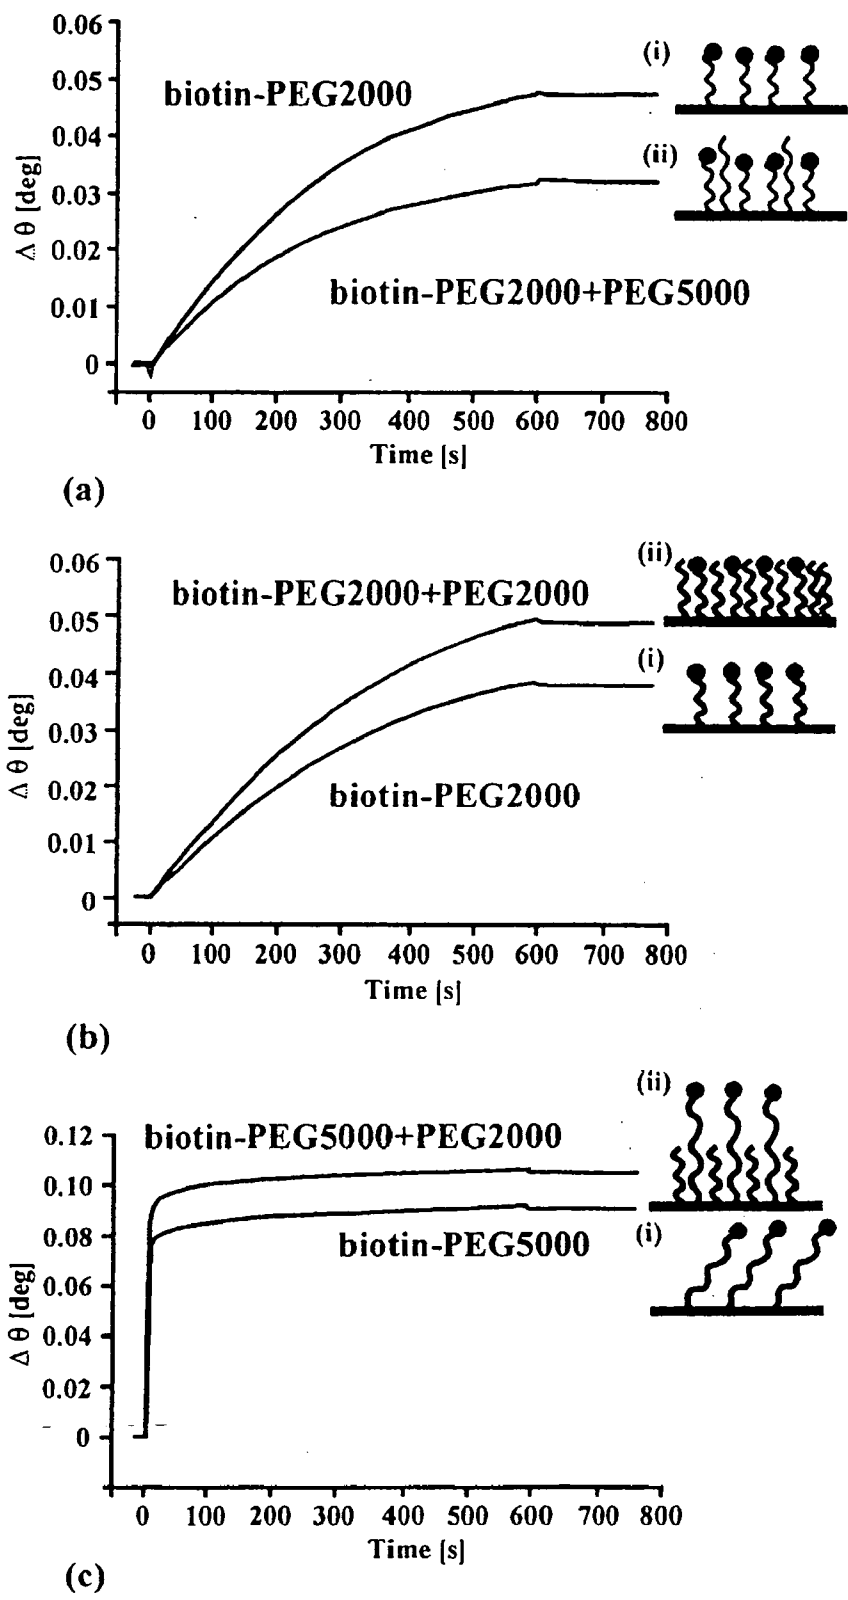 0.06
(i)
0.05
biotin-PEG2000
0.04
(ii)
Δ θ [deg]
0.03
0.02
biotin-PEG2000+PEG5000
0.01
0
0 100 200 300 400 500 600 700 800
Time [s]
(a)
0.06
(ii)
biotin-PEG2000+PEG2000
0.05
(i)
0.04
Δ θ [deg]
0.03
biotin-PEG2000
0.02
0.01
0
0 100 200 300 400 500 600 700 800
Time [s]
(b)
(ii)
0.12
biotin-PEG5000+PEG2000
0.10
0.08
biotin-PEG5000
(i)
Δ θ [deg]
0.06
0.04
0.02
0
0 100 200 300 400 500 600 700 800
Time [s]
(c)